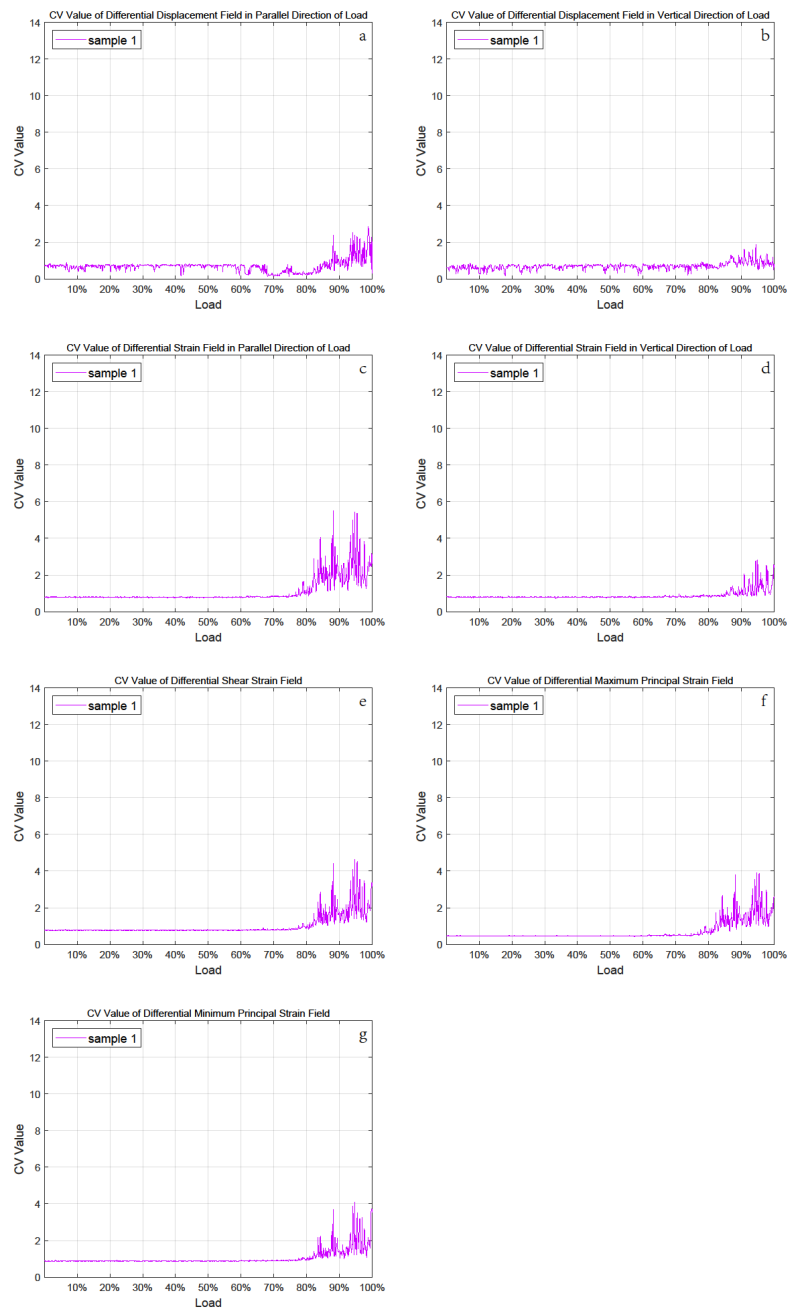 CV Value of Differential Displacement Field in Parallel Direction of Load
14
12
10
8
6
4
2
0
CV Value
sample 1
a
10% 20% 30% 40% 50% 60% 70% 80% 90% 100%
Load
CV Value of Differential Displacement Field in Vertical Direction of Load
14
12
10
8
6
4
2
0
CV Value
sample 1
b
10% 20% 30% 40% 50% 60% 70% 80% 90% 100%
Load
CV Value of Differential Strain Field in Parallel Direction of Load
14
12
10
8
6
4
2
0
CV Value
sample 1
c
10% 20% 30% 40% 50% 60% 70% 80% 90% 100%
Load
CV Value of Differential Strain Field in Vertical Direction of Load
14
12
10
8
6
4
2
0
CV Value
sample 1
d
10% 20% 30% 40% 50% 60% 70% 80% 90% 100%
Load
CV Value of Differential Shear Strain Field
14
12
10
8
6
4
2
0
CV Value
sample 1
e
10% 20% 30% 40% 50% 60% 70% 80% 90% 100%
Load
CV Value of Differential Maximum Principal Strain Field
14
12
10
8
6
4
2
0
CV Value
sample 1
f
10% 20% 30% 40% 50% 60% 70% 80% 90% 100%
Load
CV Value of Differential Minimum Principal Strain Field
14
12
10
8
6
4
2
0
CV Value
sample 1
g
10% 20% 30% 40% 50% 60% 70% 80% 90% 100%
Load